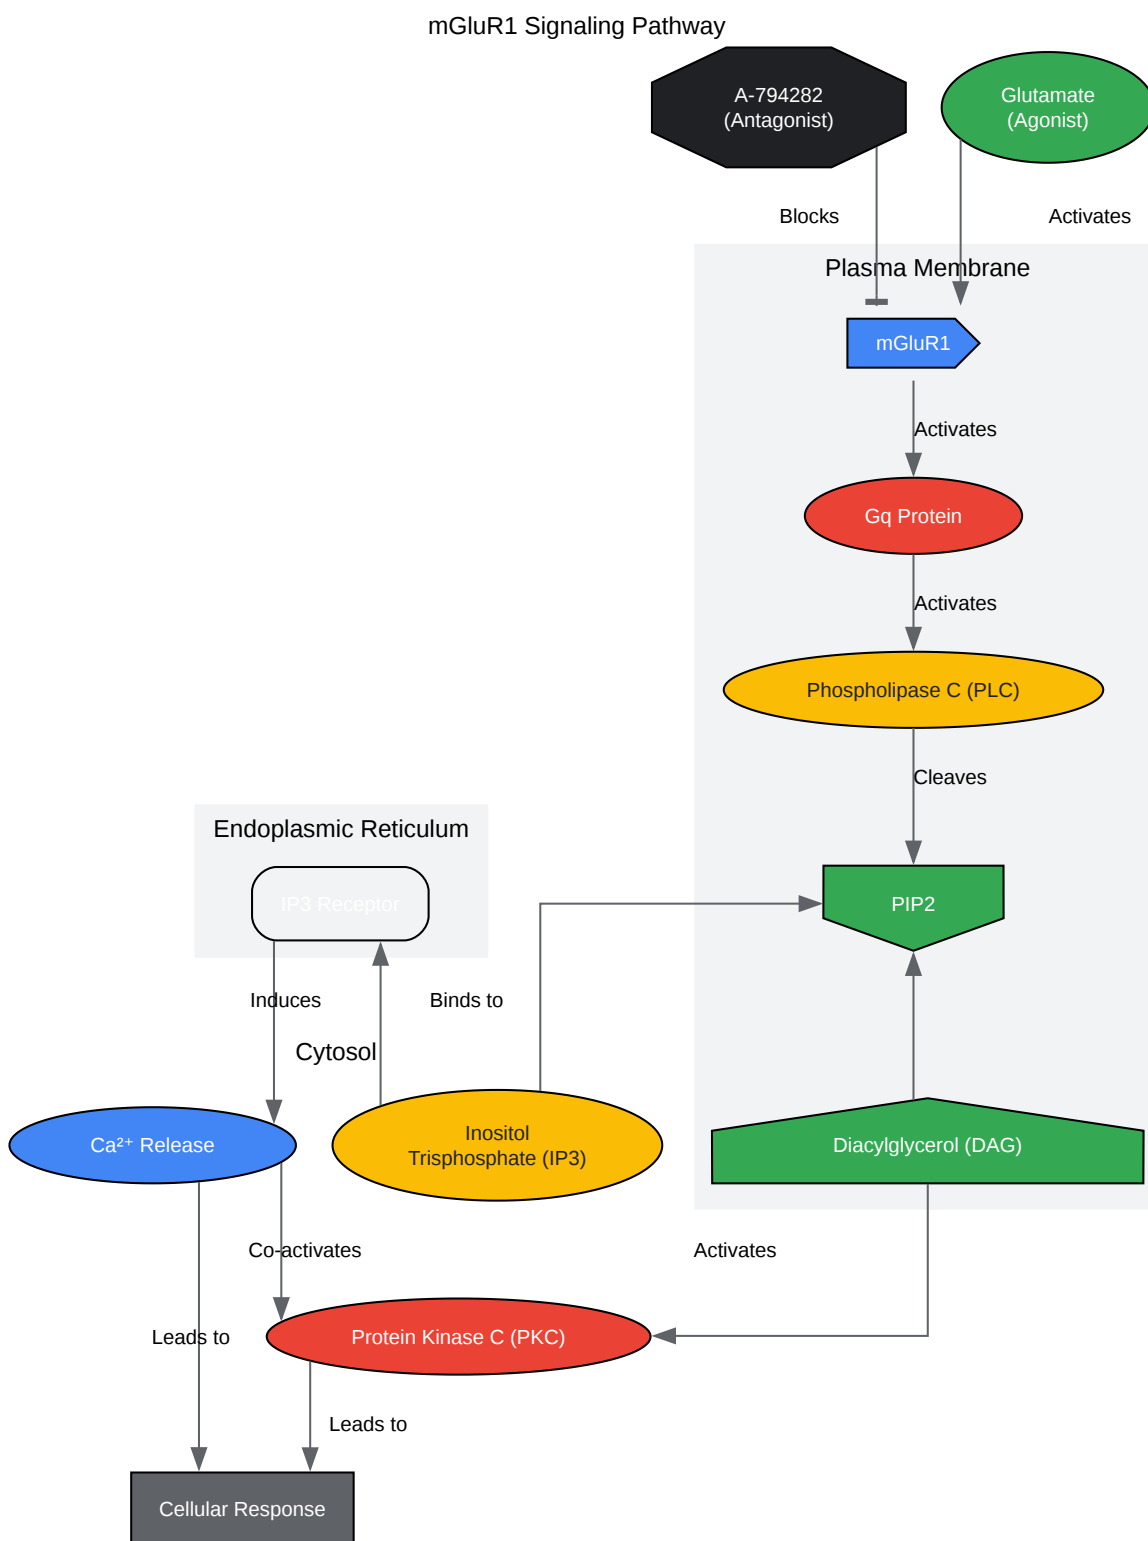 mGluR1 Signaling Pathway
A-794282
(Antagonist)
Glutamate
(Agonist)
Blocks
Activates
Plasma Membrane
mGluR1
Activates
Gq Protein
Activates
Phospholipase C (PLC)
Cleaves
Endoplasmic Reticulum
IP3 Receptor
PIP2
Induces
Binds to
Cytosol
Ca²⁺ Release
Inositol
Trisphosphate (IP3)
Diacylglycerol (DAG)
Co-activates
Activates
Leads to
Protein Kinase C (PKC)
Leads to
Cellular Response